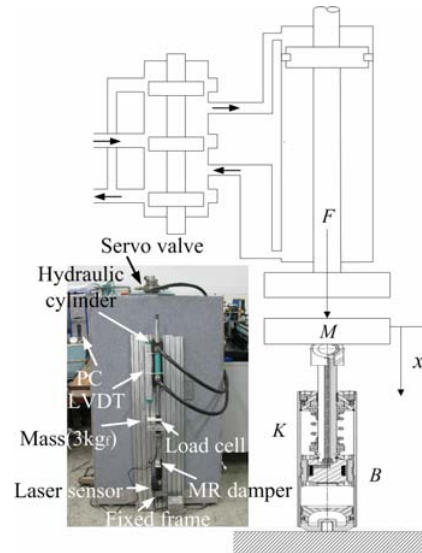 F
Servo valve
Hydraulic
cylinder
M
x
PC
LVDT
Mass(3kgf)
Load cell
K
Laser sensor
MR damper
B
Fixed frame